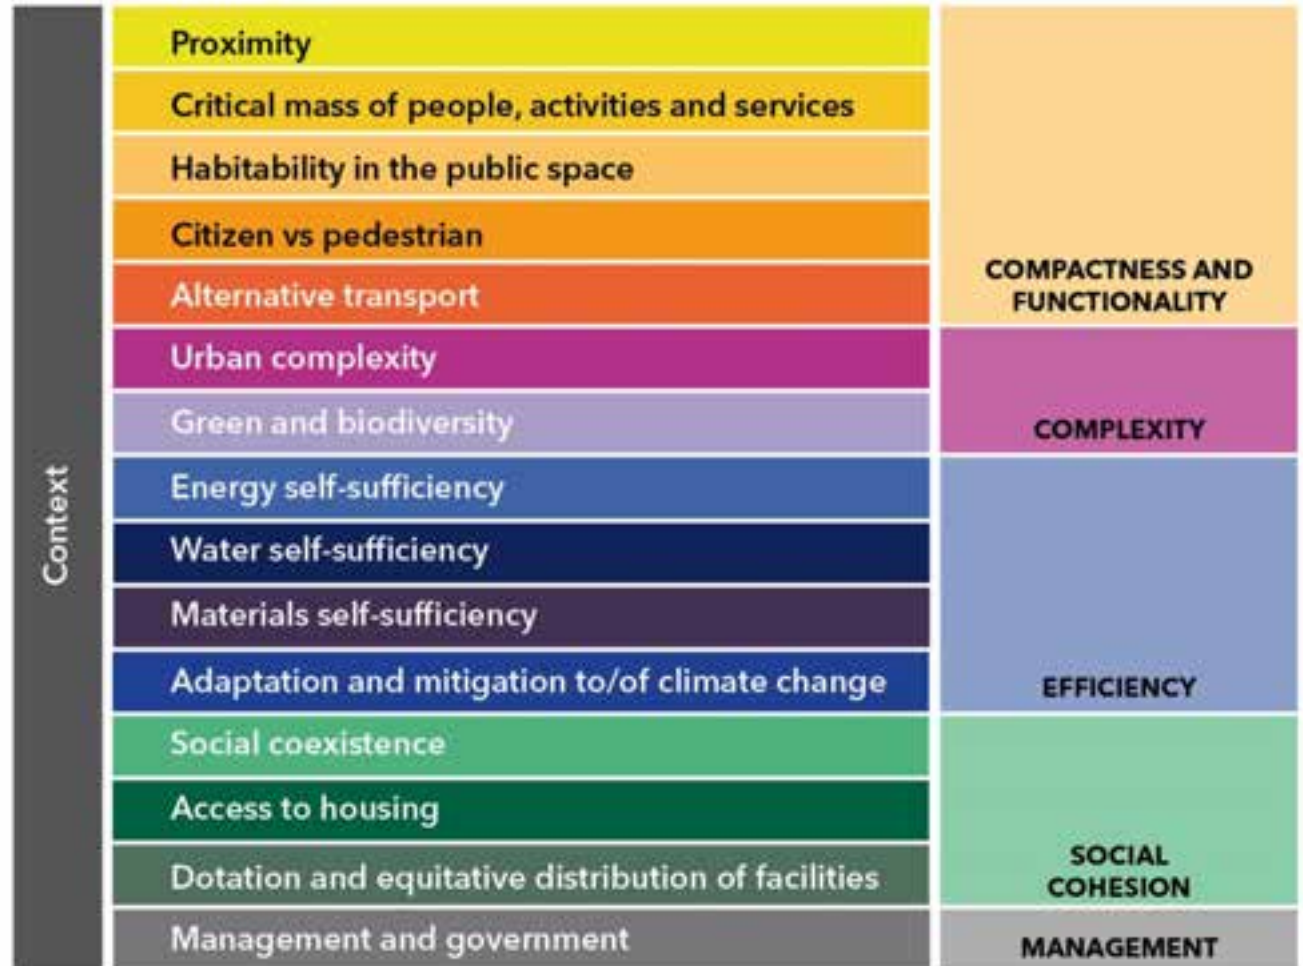 Context
Proximity
Critical mass of people, activities and services
Habitability in the public space
Citizen vs pedestrian
Alternative transport
COMPACTNESS AND
FUNCTIONALITY
Urban complexity
Green and biodiversity
COMPLEXITY
Energy self-sufficiency
Water self-sufficiency
Materials self-sufficiency
Adaptation and mitigation to/of climate change
EFFICIENCY
Social coexistence
Access to housing
Dotation and equitative distribution of facilities
SOCIAL
COHESION
Management and government
MANAGEMENT